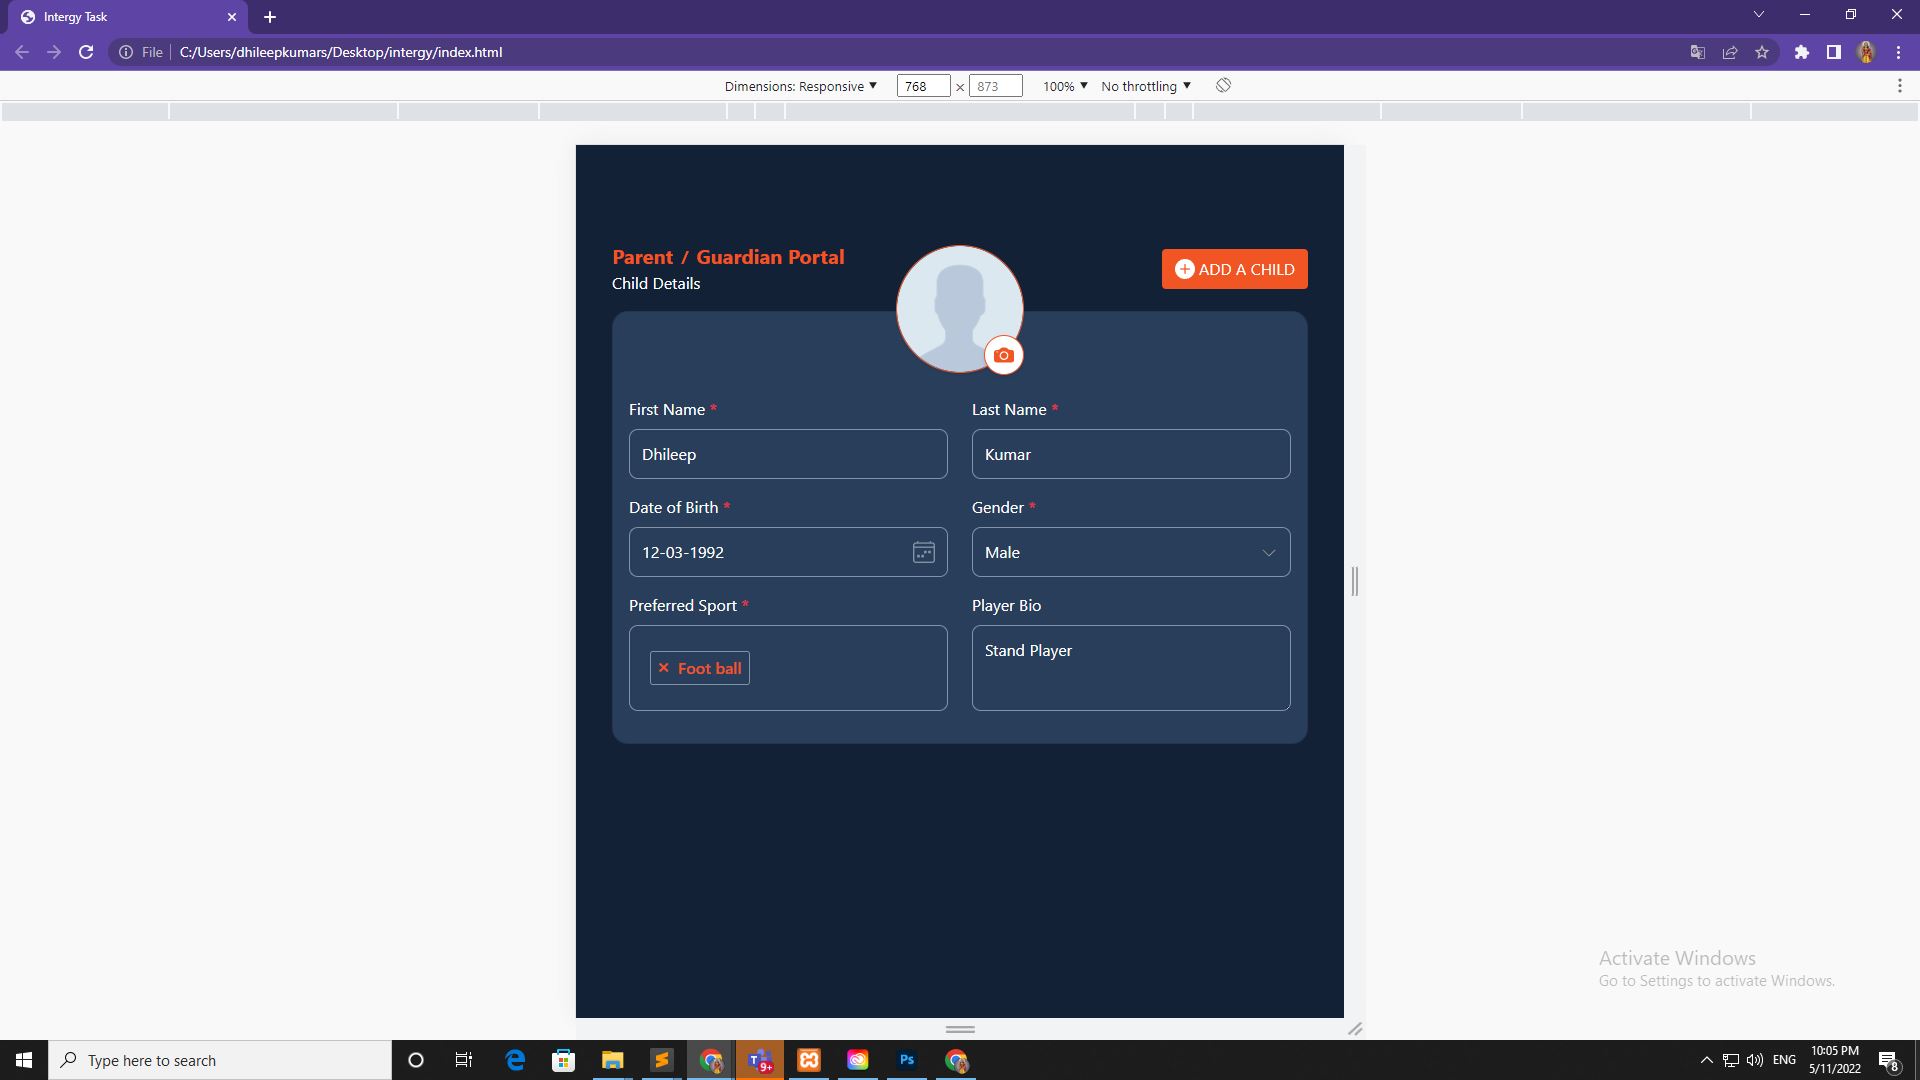 Intergy Task
File
C:/Users/dhileepkumars/Desktop/intergy/index.html
Dimensions: Responsive 768 × 873 100% No throttling
Parent / Guardian Portal
Child Details
ADD A CHILD
First Name *
Last Name *
Dhileep
Kumar
Date of Birth *
Gender *
12-03-1992
Male
Preferred Sport *
Player Bio
× Foot ball
Stand Player
Activate Windows
Go to Settings to activate Windows.
Type here to search
T
9+
Ps
ENG
10:05 PM
5/11/2022
8